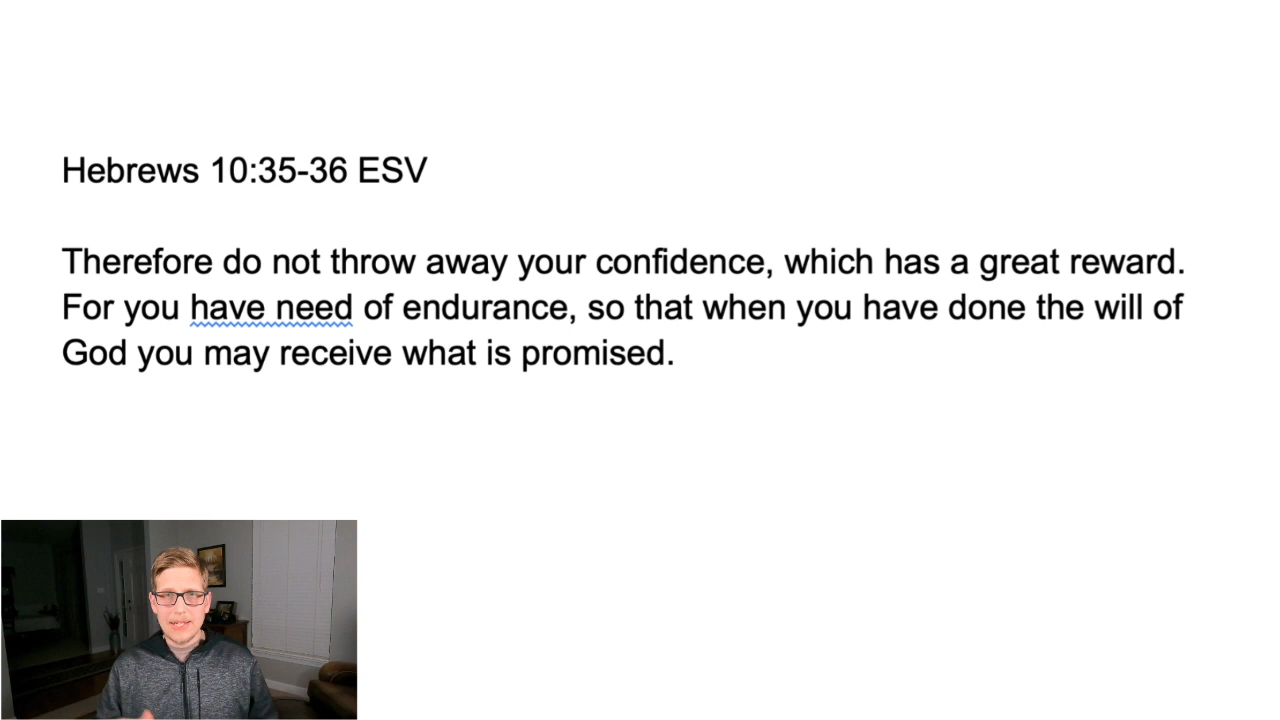 Hebrews 10:35-36 ESV
Therefore do not throw away your confidence, which has a great reward.
For you have need of endurance, so that when you have done the will of
God you may receive what is promised.